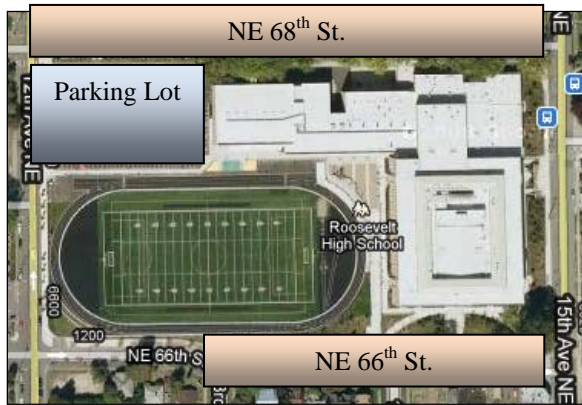 NE 68th St.
NE
Parking Lot
12th Ave NE
Roosevelt
High School
6600
1200
NE 66th S
NE 66th St.
15th Ave NE